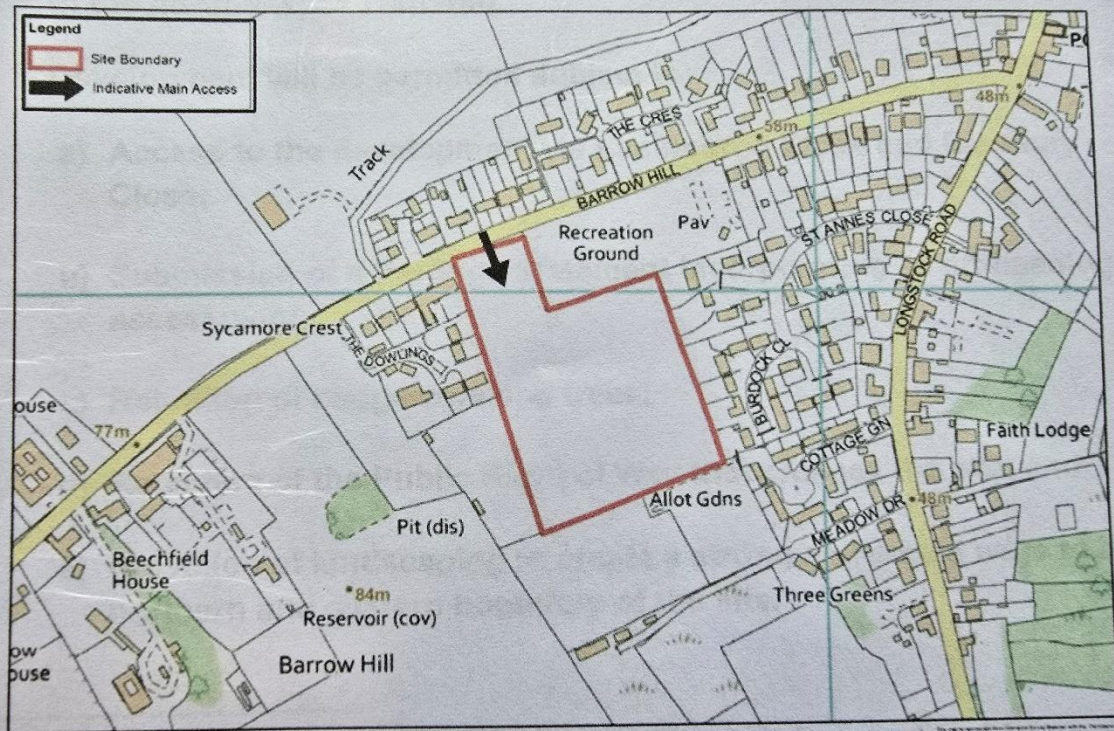 Legend
Site Boundary
Indicative Main Access
48m
THE CRES
58m
Track
BARROW HILL
Pav
Recreation
Ground
ST ANNES CLOSE
LONGSTOCK ROAD
Sycamore Crest
THE DOWLINGS
BURDOCK CL
77m
COTTAGE GN
Faith Lodge
Allot Gdns
48m
Pit (dis)
MEADOW DR
Beechfield
House
84m
Three Greens
Reservoir (cov)
Barrow Hill